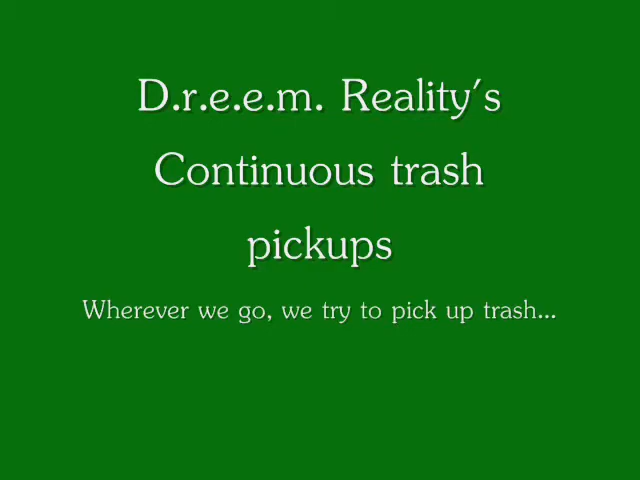 D.r.e.e.m. Reality's
Continuous trash
pickups
Wherever we go, we try to pick up trash...